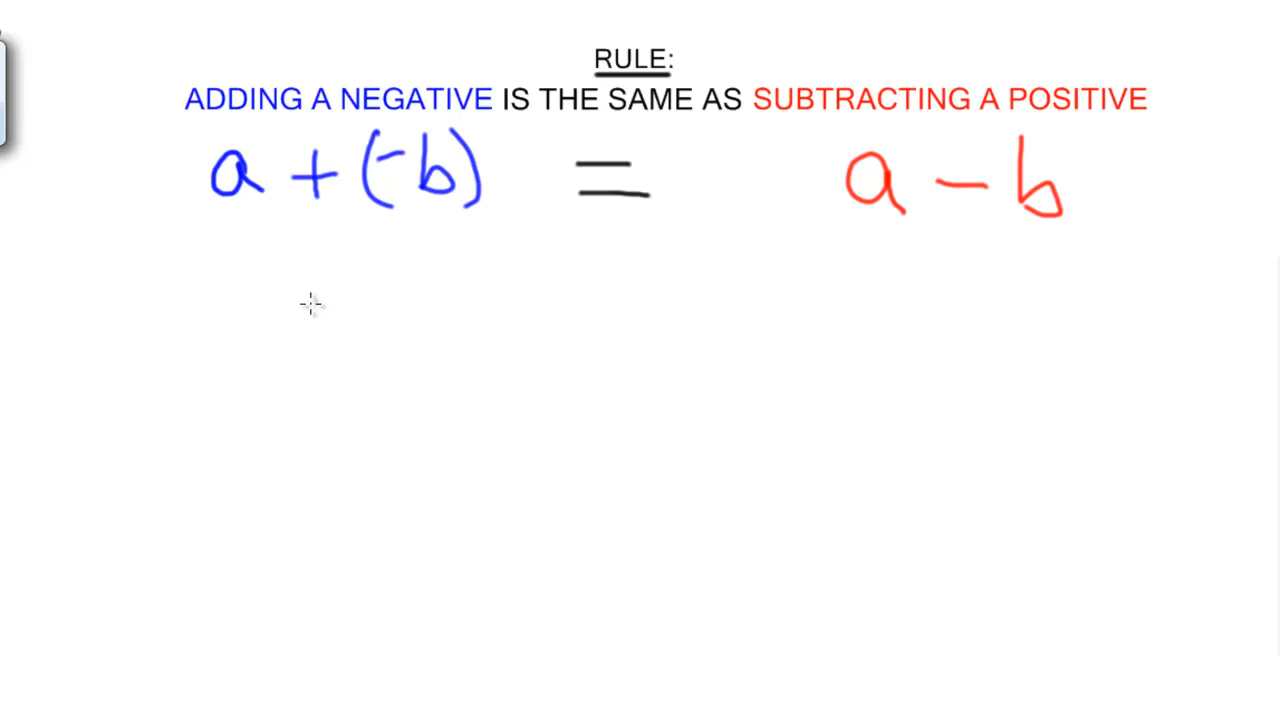 RULE:
ADDING A NEGATIVE IS THE SAME AS SUBTRACTING A POSITIVE
a + (-b) = a - b